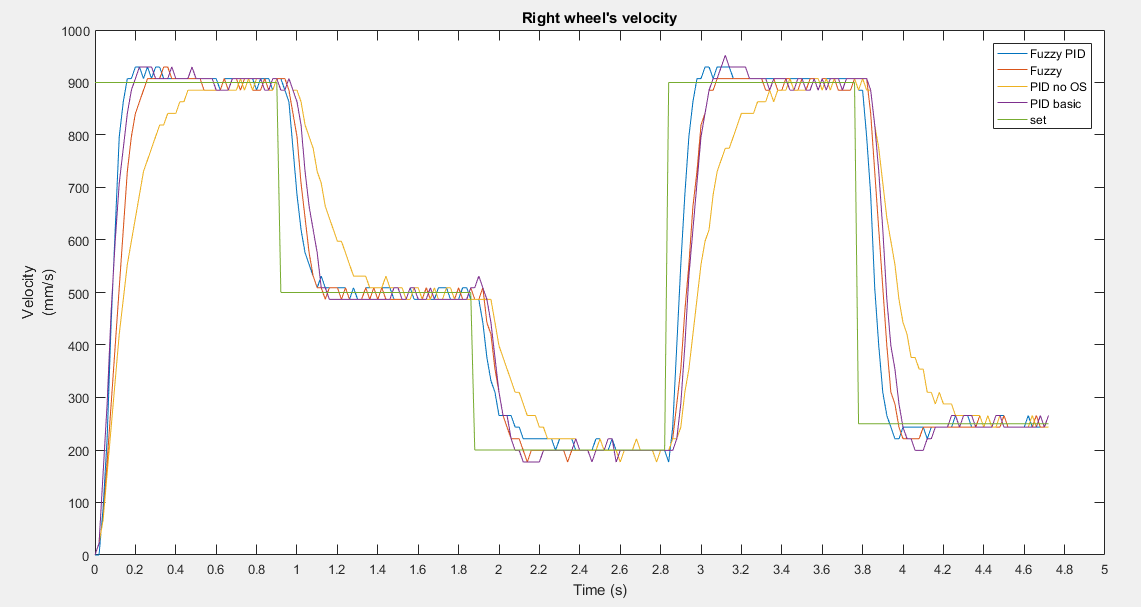 Right wheel's velocity
1000
900
800
700
600
500
400
300
200
100
0
Velocity
(mm/s)
Fuzzy PID
Fuzzy
PID no OS
PID basic
set
0 0.2 0.4 0.6 0.8 1 1.2 1.4 1.6 1.8 2 2.2 2.4 2.6 2.8 3 3.2 3.4 3.6 3.8 4 4.2 4.4 4.6 4.8 5
Time (s)